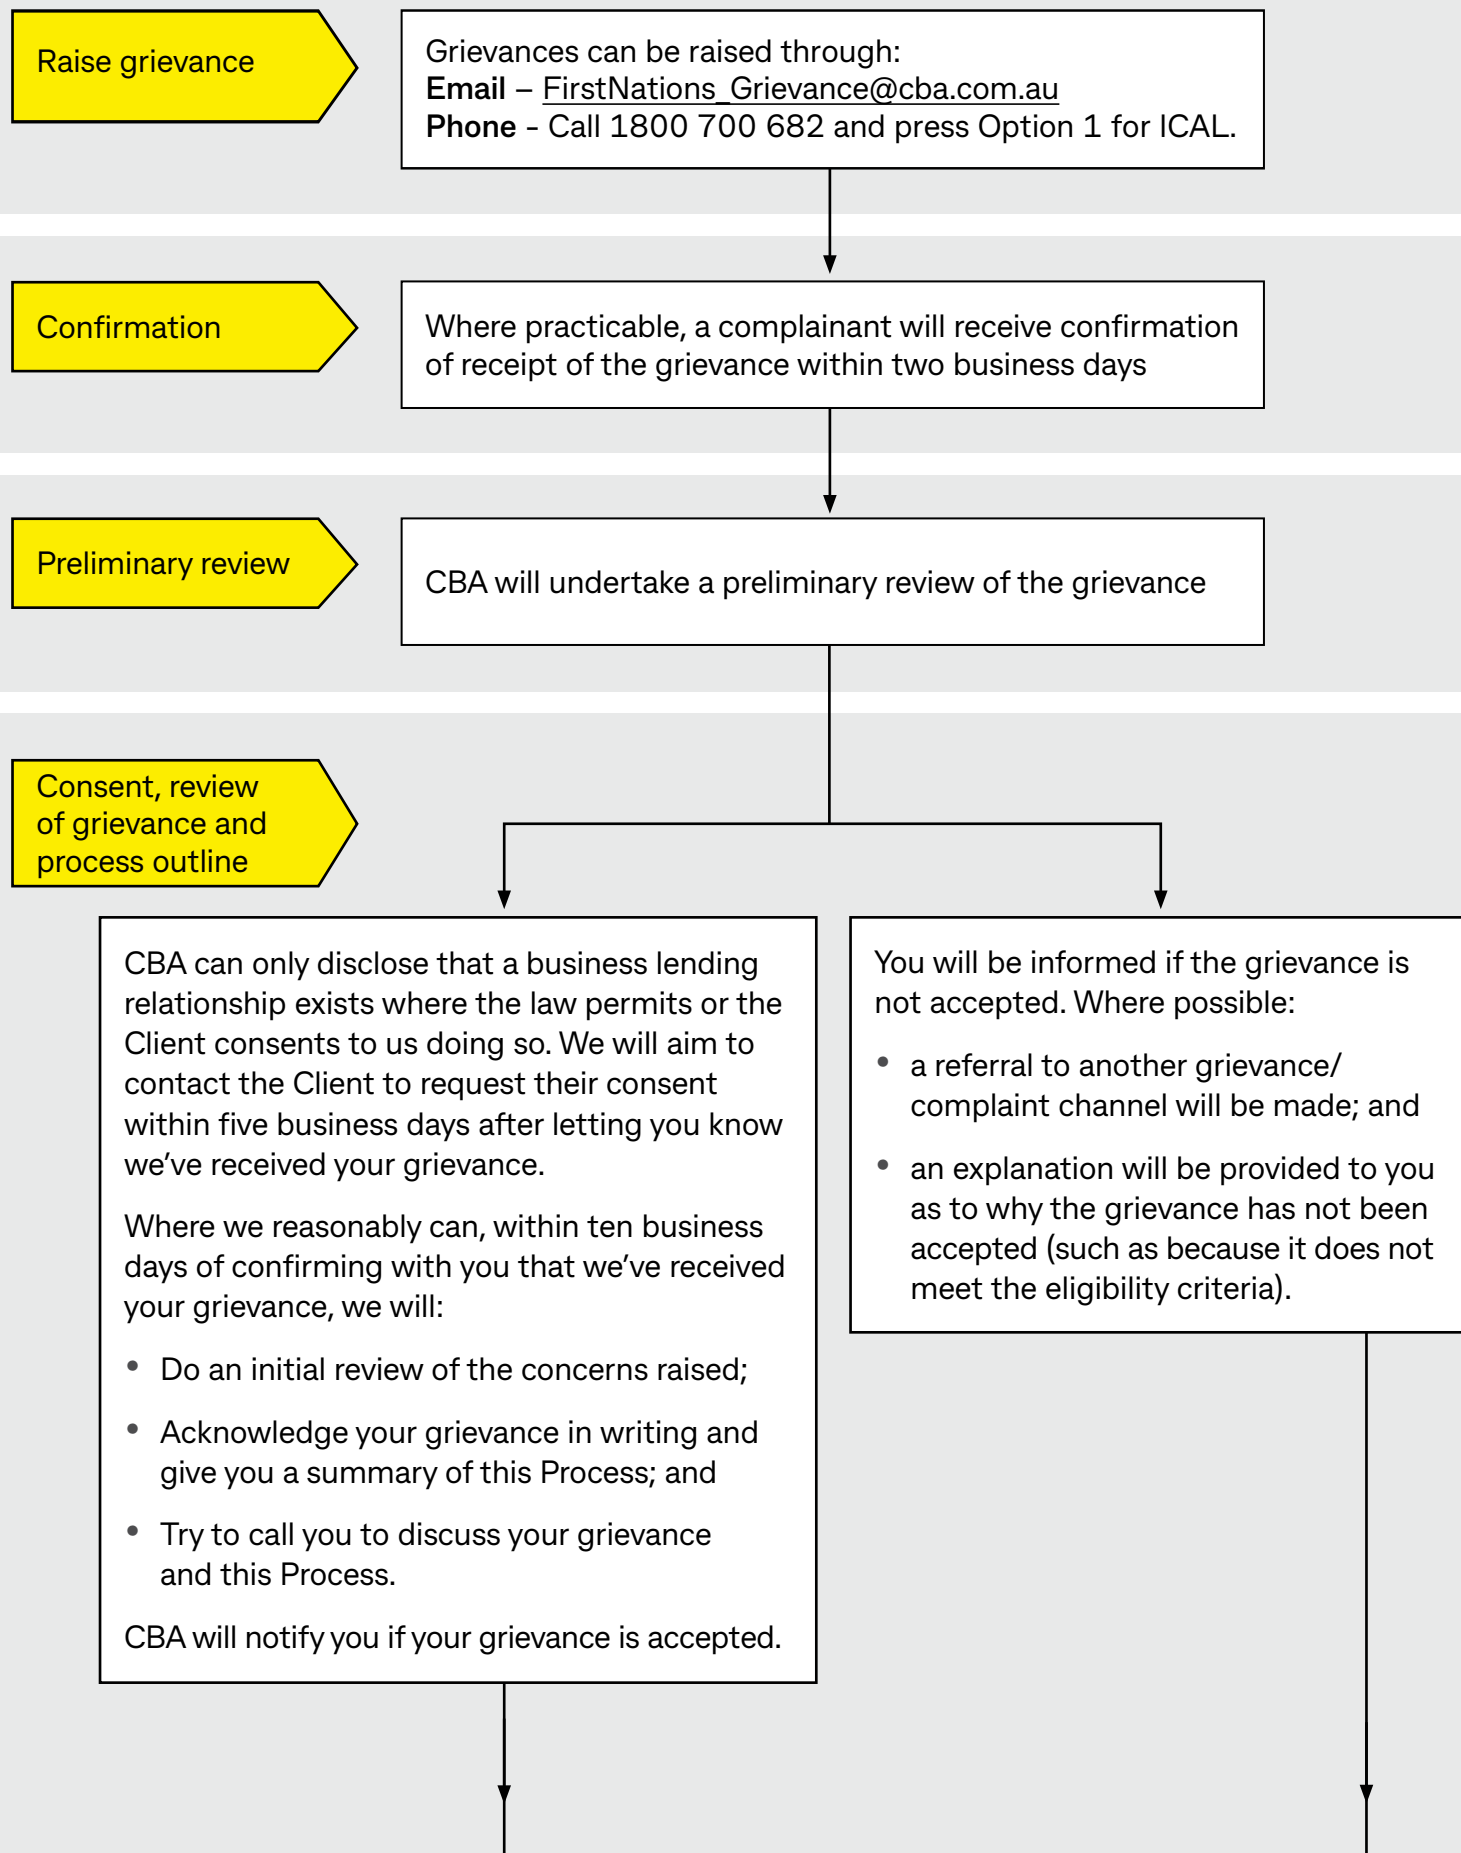 Raise grievance
Grievances can be raised through:
Email – FirstNations_Grievance@cba.com.au
Phone - Call 1800 700 682 and press Option 1 for ICAL.
Confirmation
Where practicable, a complainant will receive confirmation
of receipt of the grievance within two business days
Preliminary review
CBA will undertake a preliminary review of the grievance
Consent, review
of grievance and
process outline
CBA can only disclose that a business lending
relationship exists where the law permits or the
Client consents to us doing so. We will aim to
contact the Client to request their consent
within five business days after letting you know
we’ve received your grievance.
Where we reasonably can, within ten business
days of confirming with you that we’ve received
your grievance, we will:
• Do an initial review of the concerns raised;
• Acknowledge your grievance in writing and
give you a summary of this Process; and
• Try to call you to discuss your grievance
and this Process.
CBA will notify you if your grievance is accepted.
You will be informed if the grievance is
not accepted. Where possible:
• a referral to another grievance/
complaint channel will be made; and
• an explanation will be provided to you
as to why the grievance has not been
accepted (such as because it does not
meet the eligibility criteria).